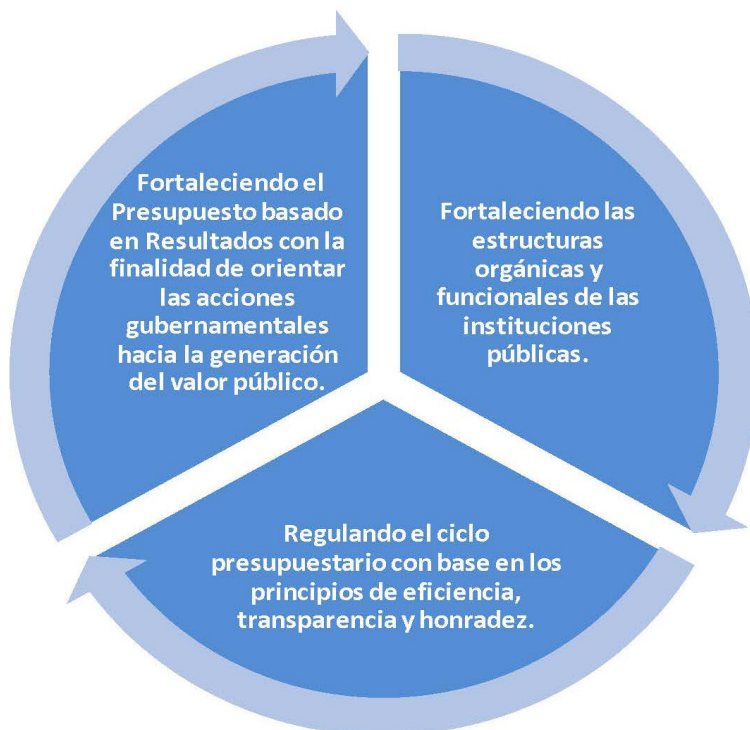 Fortaleciendo el
Presupuesto basado
en Resultados con la
finalidad de orientar
las acciones
gubernamentales
hacia la generación
del valor público.
Fortaleciendo las
estructuras
orgánicas y
funcionales de las
instituciones
públicas.
Regulando el ciclo
presupuestario con base en los
principios de eficiencia,
transparencia y honradez.